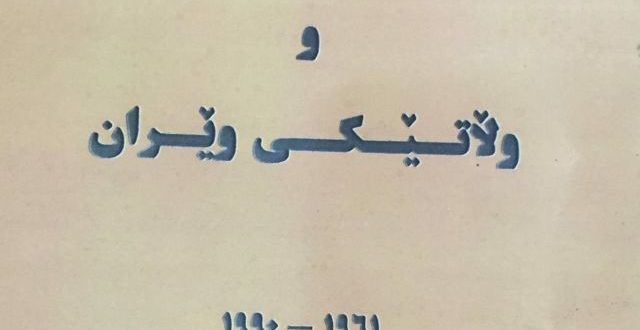 و
وڵاتێکی وێران
١٩٦١ — ١٩٩٠